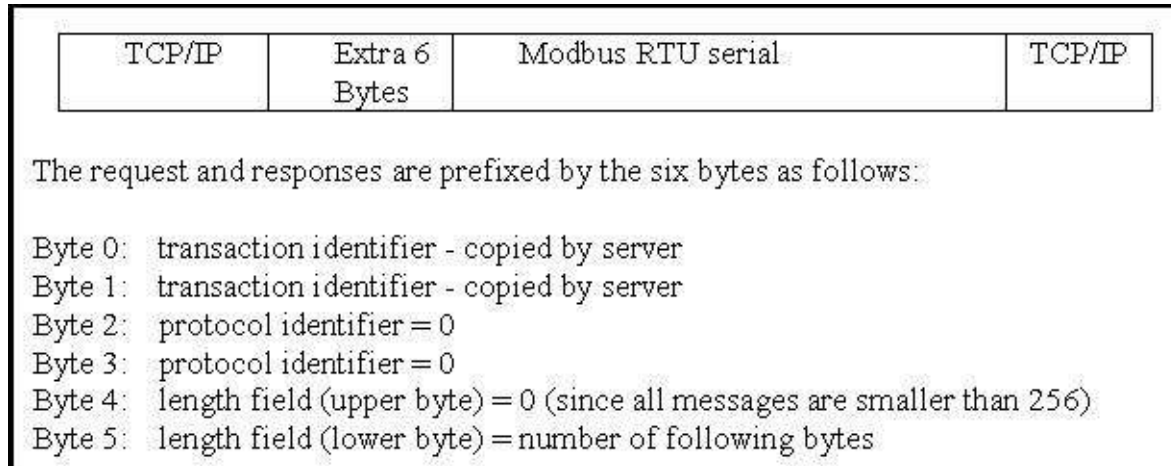 TCP/IP Extra 6 Modbus RTU serial TCP/IP
Bytes
The request and responses are prefixed by the six bytes as follows:
Byte 0: transaction identifier - copied by server
Byte 1: transaction identifier - copied by server
Byte 2: protocol identifier = 0
Byte 3: protocol identifier = 0
Byte 4: length field (upper byte) = 0 (since all messages are smaller than 256)
Byte 5: length field (lower byte) = number of following bytes